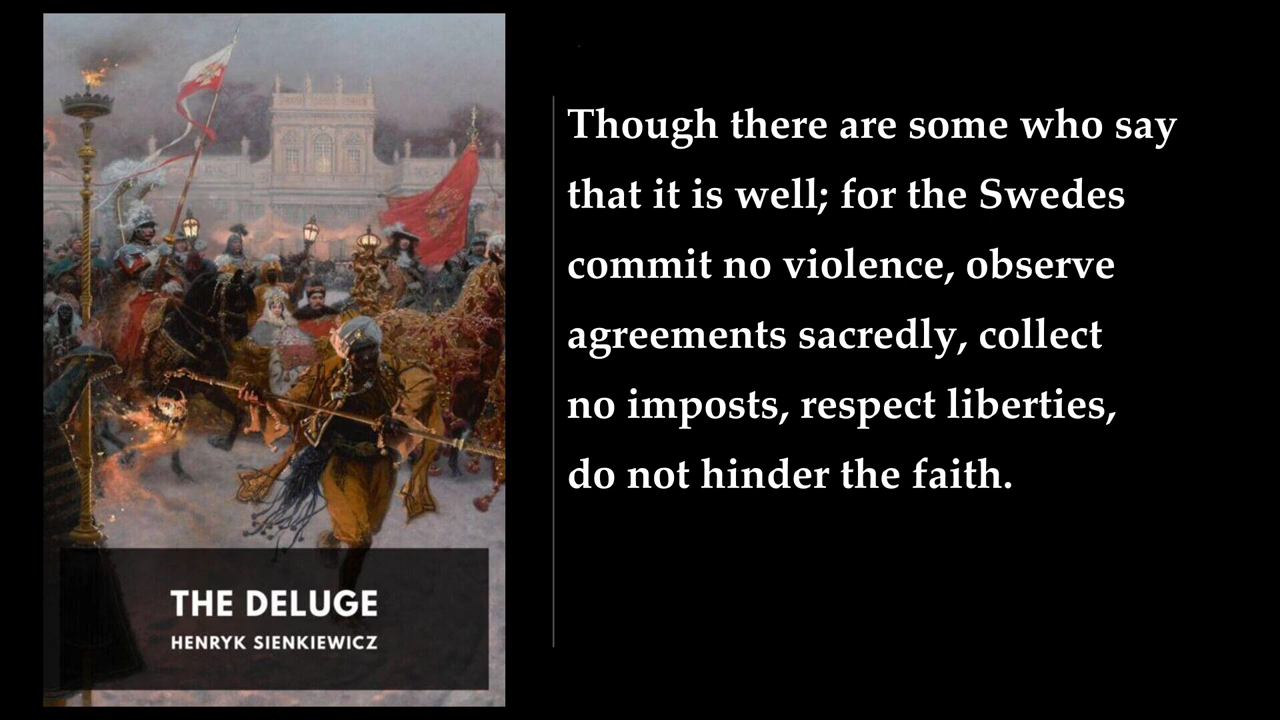 Though there are some who say
that it is well; for the Swedes
commit no violence, observe
agreements sacredly, collect
no imposts, respect liberties,
do not hinder the faith.
THE DELUGE
HENRYK SIENKIEWICZ